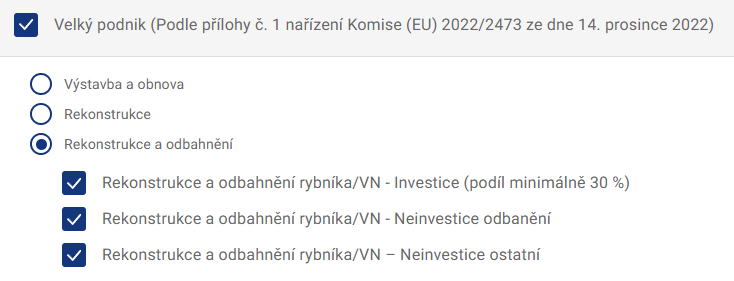 Velký podnik (Podle přílohy č. 1 nařízení Komise (EU) 2022/2473 ze dne 14. prosince 2022)
Výstavba a obnova
Rekonstrukce
Rekonstrukce a odbahnění
Rekonstrukce a odbahnění rybníka/VN - Investice (podíl minimálně 30 %)
Rekonstrukce a odbahnění rybníka/VN - Neinvestice odbanění
Rekonstrukce a odbahnění rybníka/VN – Neinvestice ostatní